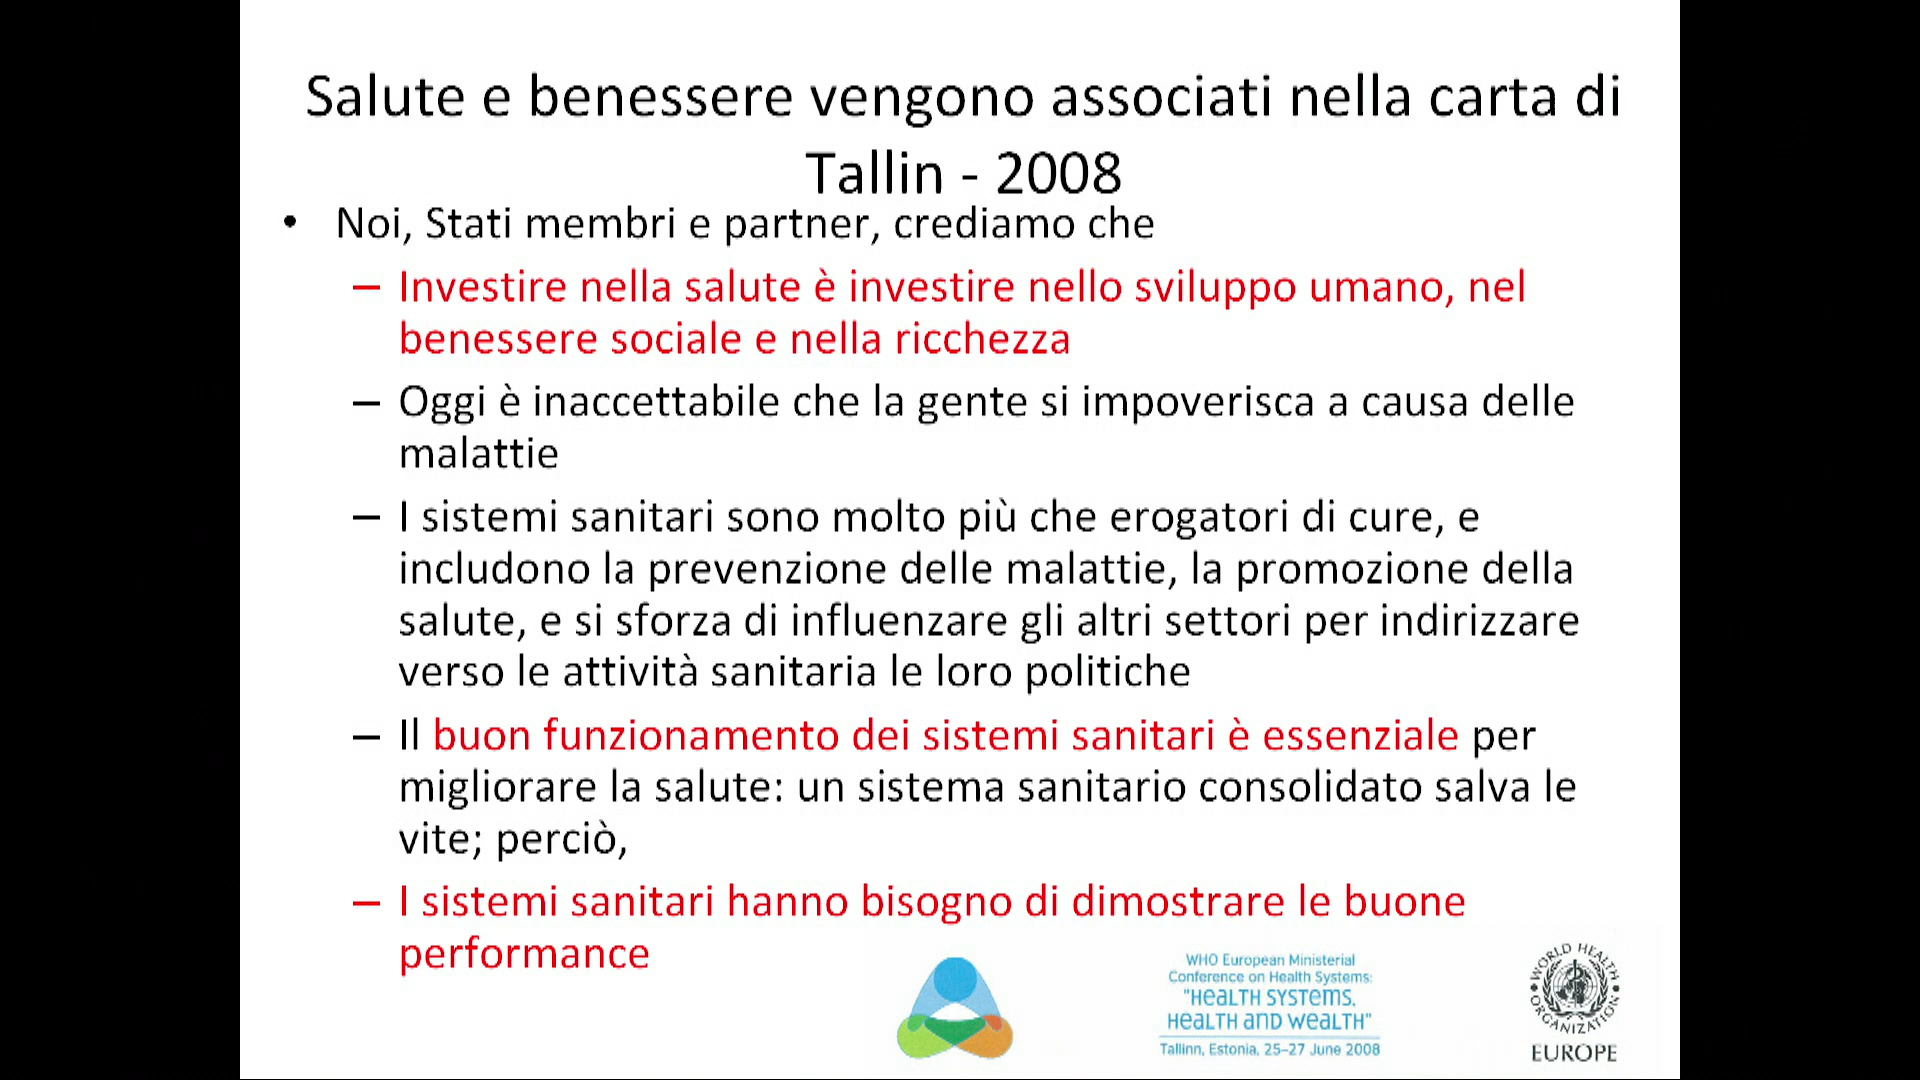 Salute e benessere vengono associati nella carta di
Tallin - 2008
• Noi, Stati membri e partner, crediamo che
– Investire nella salute è investire nello sviluppo umano, nel
benessere sociale e nella ricchezza
– Oggi è inaccettabile che la gente si impoverisca a causa delle
malattie
– I sistemi sanitari sono molto più che erogatori di cure, e
includono la prevenzione delle malattie, la promozione della
salute, e si sforza di influenzare gli altri settori per indirizzare
verso le attività sanitaria le loro politiche
– Il buon funzionamento dei sistemi sanitari è essenziale per
migliorare la salute: un sistema sanitario consolidato salva le
vite; perciò,
– I sistemi sanitari hanno bisogno di dimostrare le buone
performance
WHO European Ministerial
Conference on Health Systems:
"HEALTH SYSTEMS,
HEALTH AND WEALTH"
Tallinn, Estonia, 25–27 June 2008
WORLD HEALTH
ORGANIZATION
EUROPE